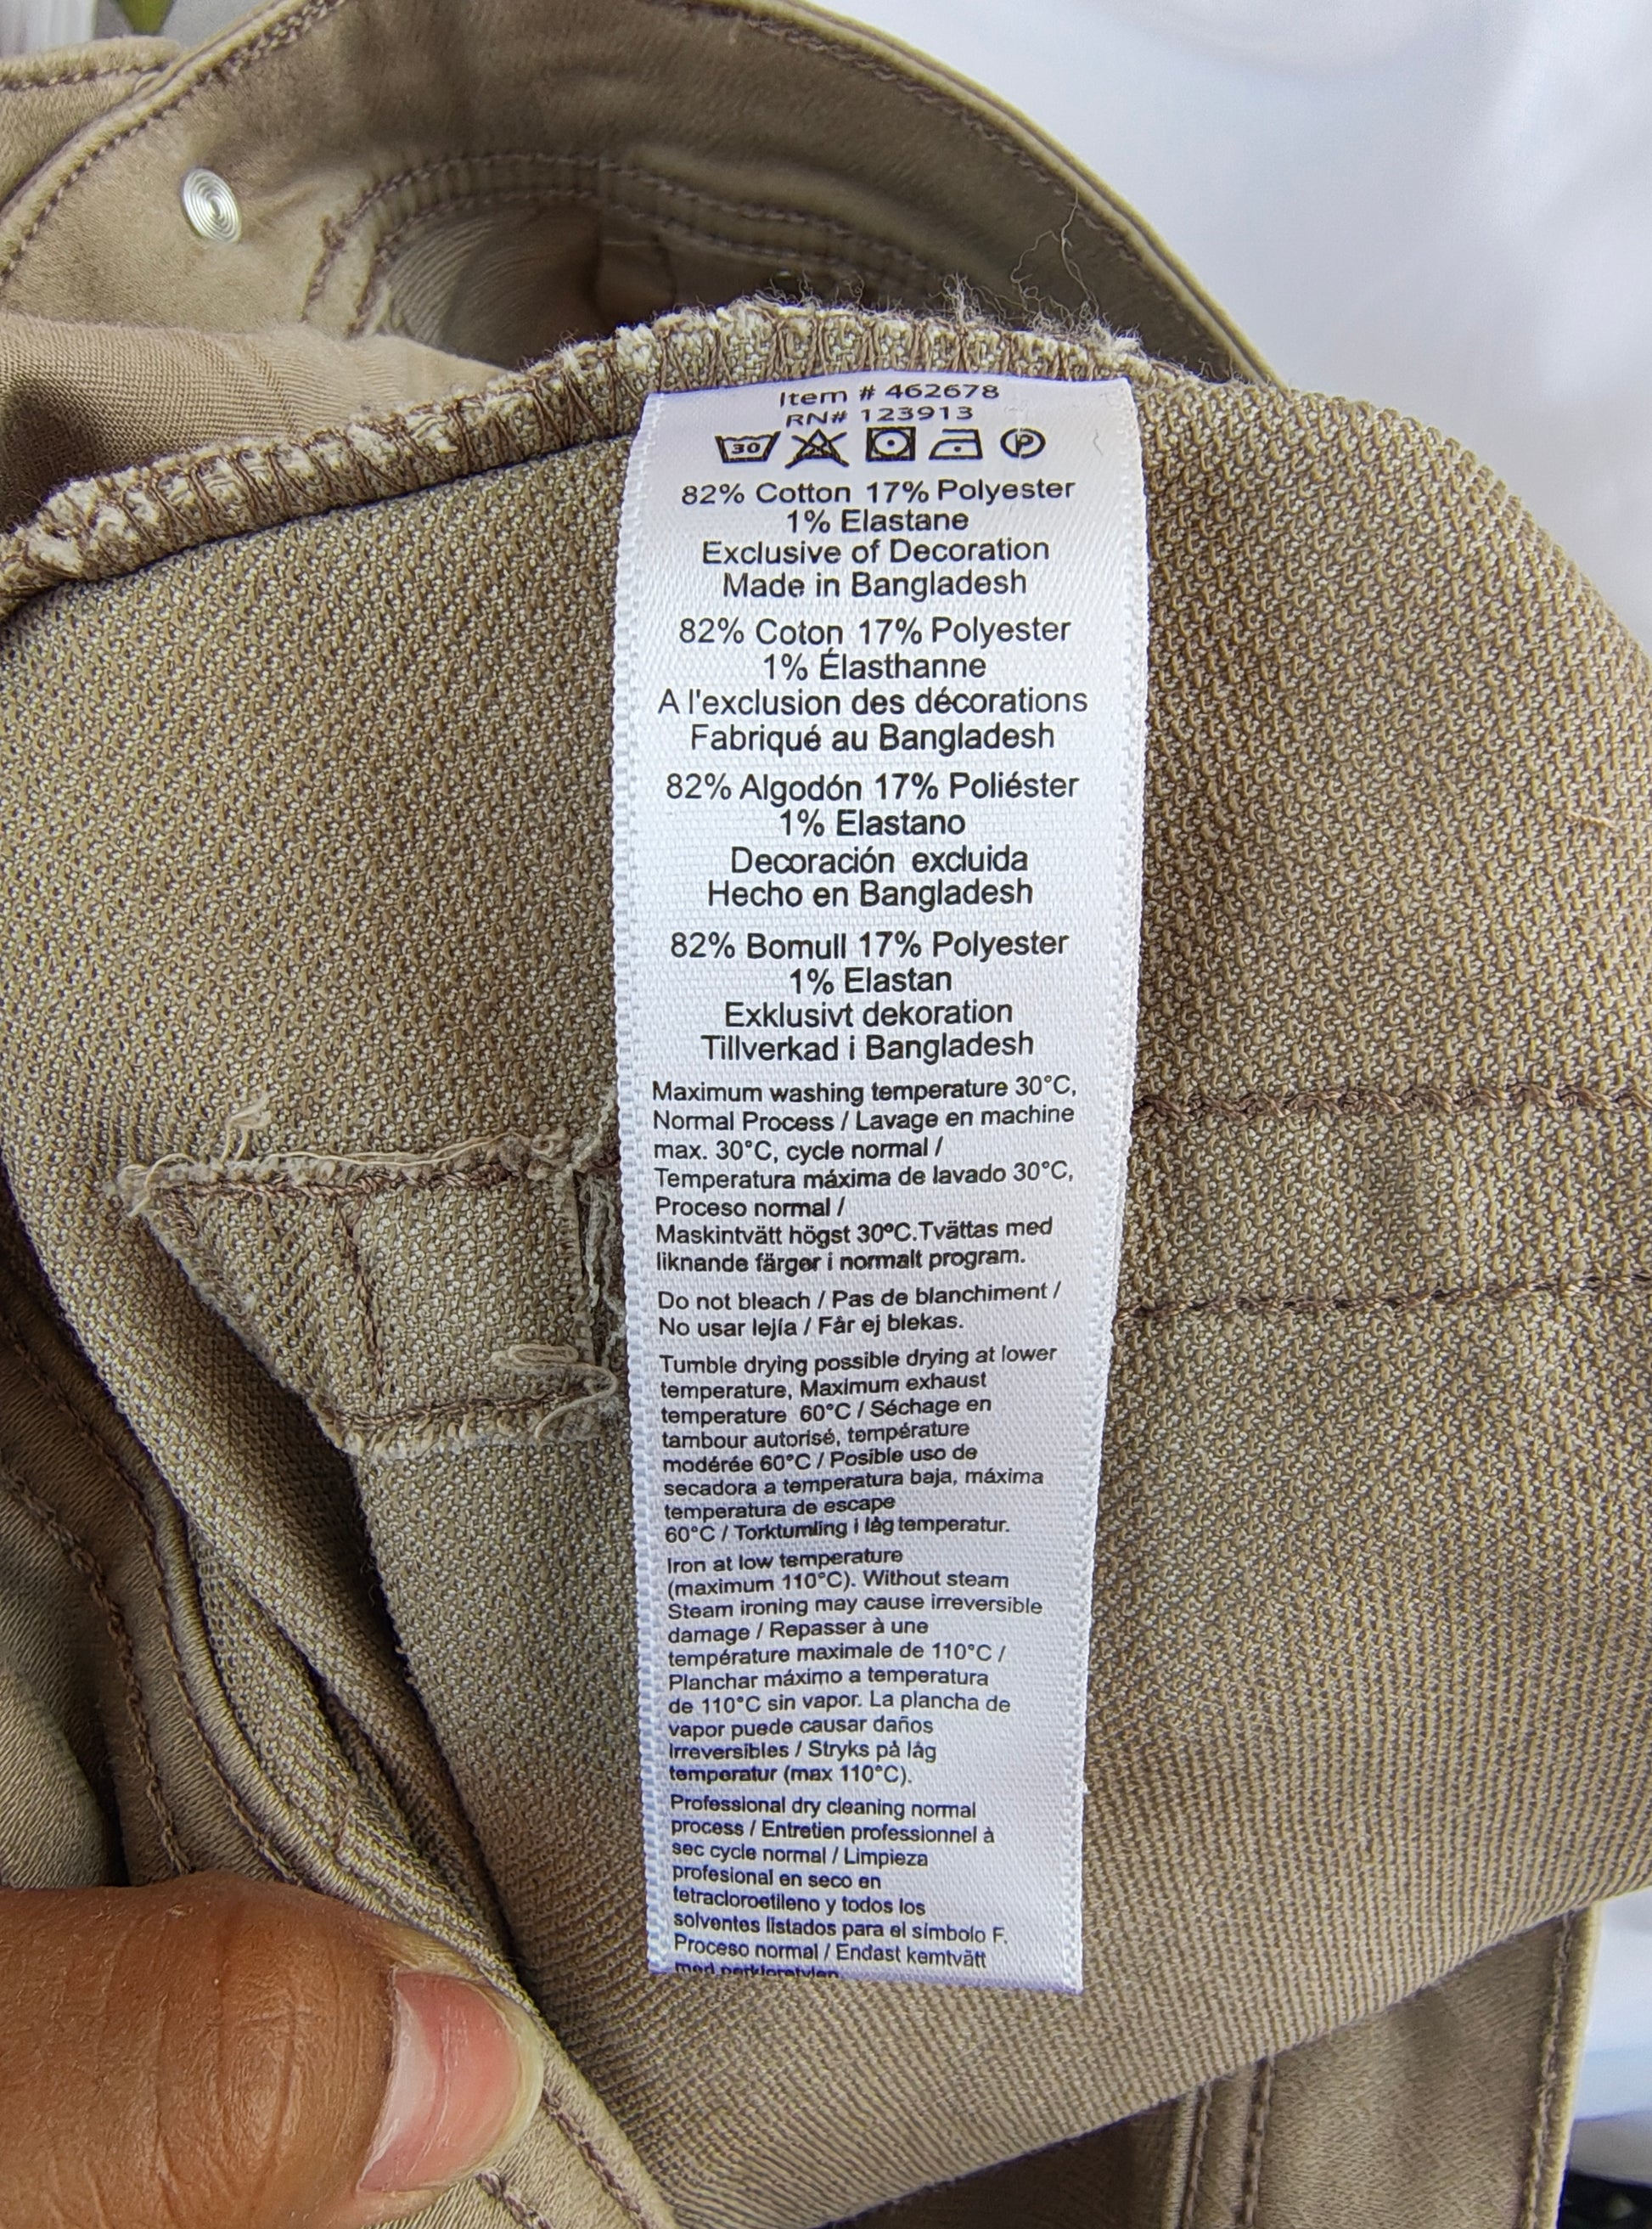 Item # 462678
RN# 123913
30 P
82% Cotton 17% Polyester
1% Elastane
Exclusive of Decoration
Made in Bangladesh
82% Coton 17% Polyester
1% Élasthanne
A l'exclusion des décorations
Fabriqué au Bangladesh
82% Algodón 17% Poliéster
1% Elastano
Decoración excluida
Hecho en Bangladesh
82% Bomull 17% Polyester
1% Elastan
Exklusivt dekoration
Tillverkad i Bangladesh
Maximum washing temperature 30°C,
Normal Process / Lavage en machine
max. 30°C, cycle normal /
Temperatura máxima de lavado 30°C,
Proceso normal /
Maskintvätt högst 30ºC.Tvättas med
liknande färger i normalt program.
Do not bleach / Pas de blanchiment /
No usar lejía / Får ej blekas.
Tumble drying possible drying at lower
temperature, Maximum exhaust
temperature 60°C / Séchage en
tambour autorisé, température
modérée 60°C / Posible uso de
secadora a temperatura baja, máxima
temperatura de escape
60°C / Torktumling i låg temperatur.
Iron at low temperature
(maximum 110°C). Without steam
Steam ironing may cause irreversible
damage / Repasser à une
température maximale de 110°C /
Planchar máximo a temperatura
de 110°C sin vapor. La plancha de
vapor puede causar daños
irreversibles / Stryks på låg
temperatur (max 110°C).
Professional dry cleaning normal
process / Entretien professionnel à
sec cycle normal / Limpieza
profesional en seco en
tetracloroetileno y todos los
solventes listados para el símbolo F.
Proceso normal / Endast kemtvätt
med perkloretylen.